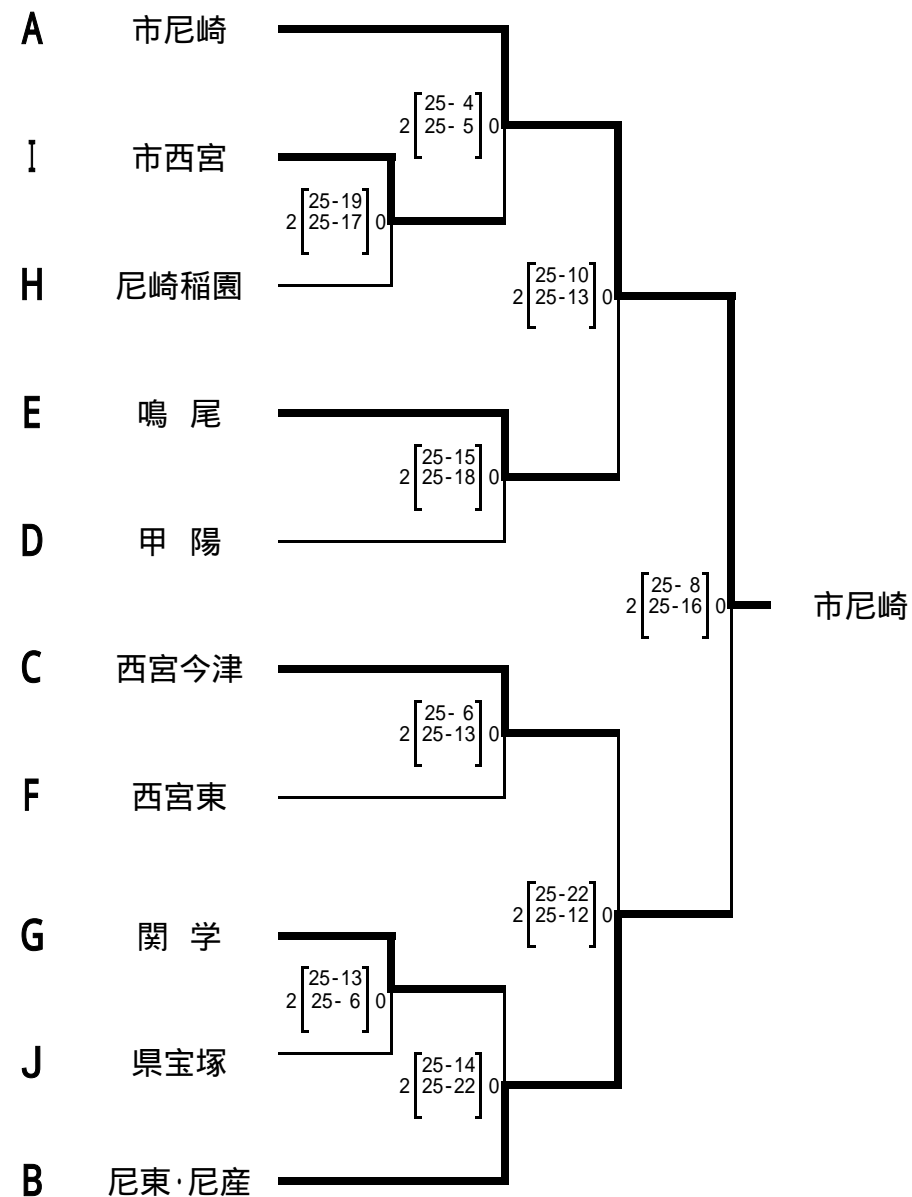 A 市尼崎
25- 4
2 25- 5 0
I 市西宮
25-19
2 25-17 0
H 尼崎稲園
25-10
2 25-13 0
E 鳴 尾
25-15
2 25-18 0
D 甲 陽
25- 8
2 25-16 0 市尼崎
C 西宮今津
25- 6
2 25-13 0
F 西宮東
25-22
2 25-12 0
G 関 学
25-13
2 25- 6 0
J 県宝塚
25-14
2 25-22 0
B 尼東・尼産